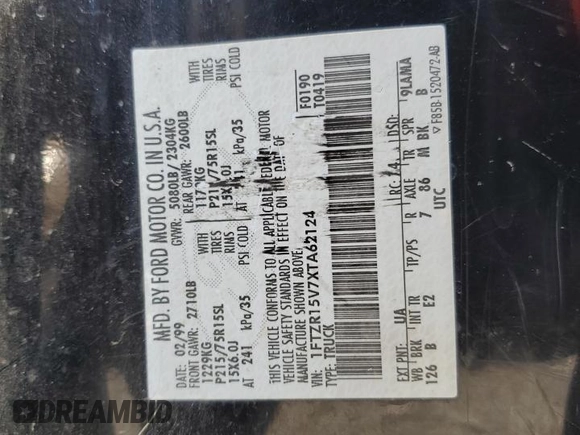 MFD. BY FORD MOTOR CO. IN U.S.A.
DATE: 02/99 GVWR: 5080LB/ 2304KG
FRONT GAWR: 2710LB REAR GAWR: 2600LB
1229KG WITH 1179KG WITH
P215/75R15SL TIRES P215/75R15SL TIRES
15X6.0J RIMS 15X6.0J RIMS
AT 241 kPa/35 PSI COLD AT 241 kPa/35 PSI COLD
THIS VEHICLE CONFORMS TO ALL APPLICABLE FEDERAL MOTOR
VEHICLE SAFETY STANDARDS IN EFFECT ON THE DATE OF
MANUFACTURE SHOWN ABOVE.
VIN: 1FTZR15V7XTA62124 F0190
TYPE: TRUCK T0419
EXT PNT: UA RC: DSO:
WB BRK INT TR TP/PS R AXLE TR SPR 9LAMA
126 B E2 7 86 M BK B
UTC ▽ F85B-1520472-AB
DREAMBID